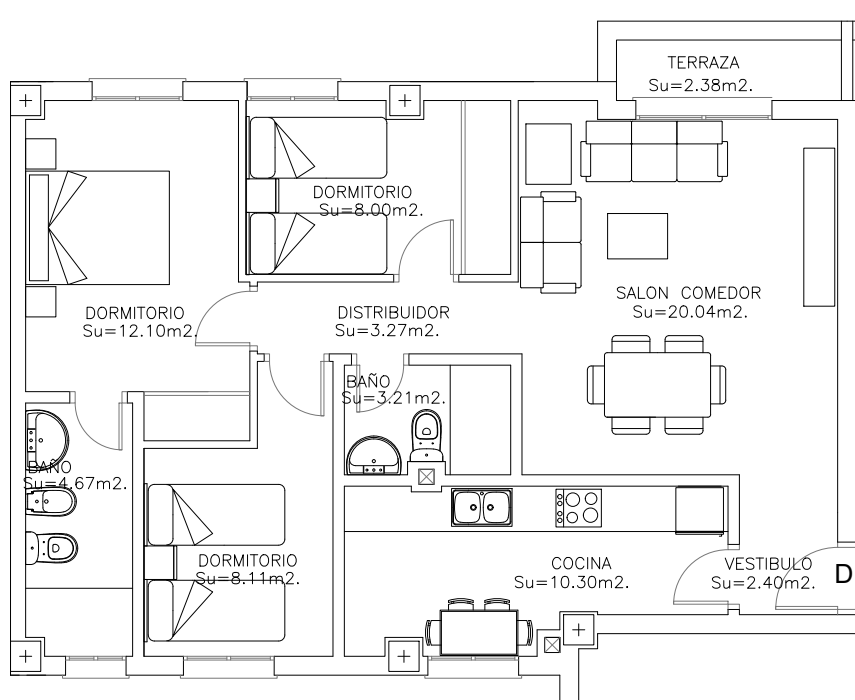 TERRAZA
Su=2.38m2.
DORMITORIO
Su=8.00m2.
SALON COMEDOR
Su=20.04m2.
DORMITORIO
Su=12.10m2.
DISTRIBUIDOR
Su=3.27m2.
BAÑO
Su=3.21m2.
BAÑO
Su=4.67m2.
DORMITORIO
Su=8.11m2.
COCINA
Su=10.30m2.
VESTIBULO
Su=2.40m2.
D